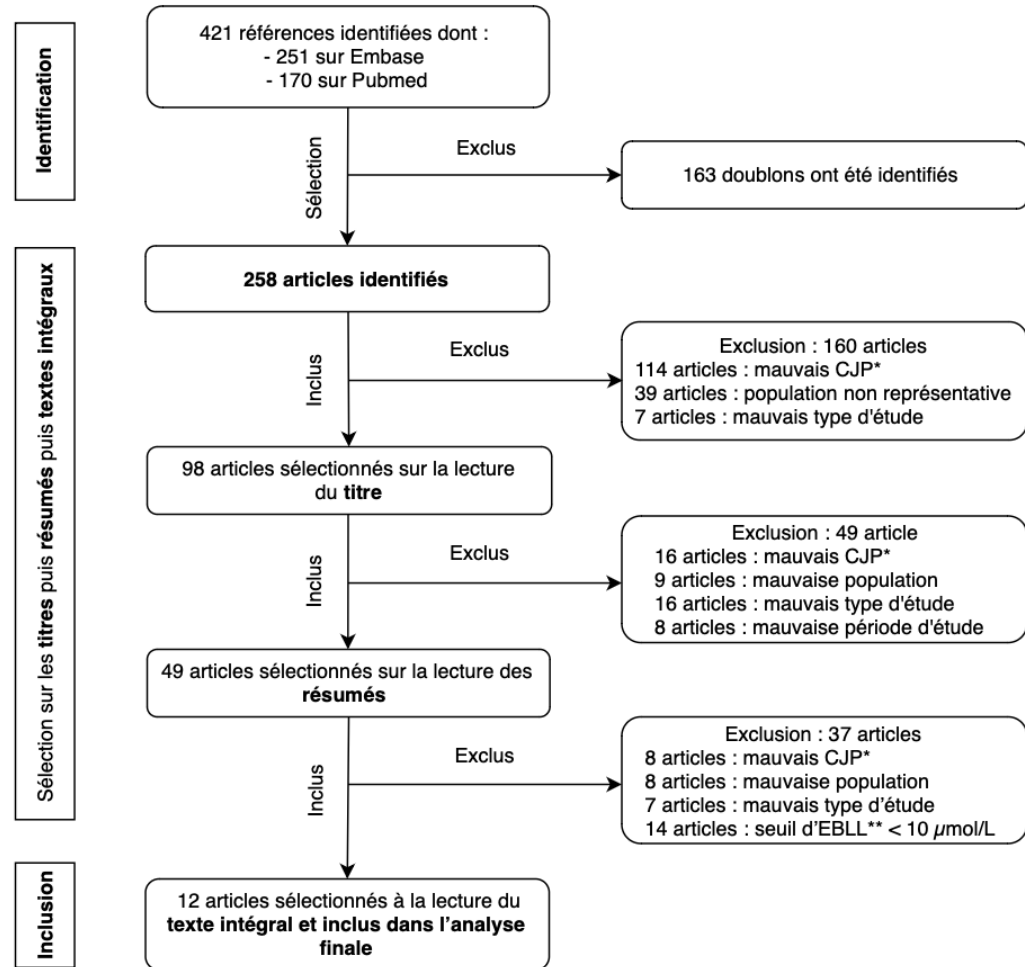 Identification
421 références identifiées dont :
- 251 sur Embase
- 170 sur Pubmed
Sélection
Exclus
163 doublons ont été identifiés
Sélection sur les titres puis résumés puis textes intégraux
258 articles identifiés
Inclus
Exclus
Exclusion : 160 articles
114 articles : mauvais CJP*
39 articles : population non représentative
7 articles : mauvais type d'étude
98 articles sélectionnés sur la lecture
du titre
Inclus
Exclus
Exclusion : 49 article
16 articles : mauvais CJP*
9 articles : mauvaise population
16 articles : mauvais type d'étude
8 articles : mauvaise période d'étude
49 articles sélectionnés sur la lecture des
résumés
Inclus
Exclus
Exclusion : 37 articles
8 articles : mauvais CJP*
8 articles : mauvaise population
7 articles : mauvais type d’étude
14 articles : seuil d’EBLL** < 10 µmol/L
Inclusion
12 articles sélectionnés à la lecture du
texte intégral et inclus dans l’analyse
finale